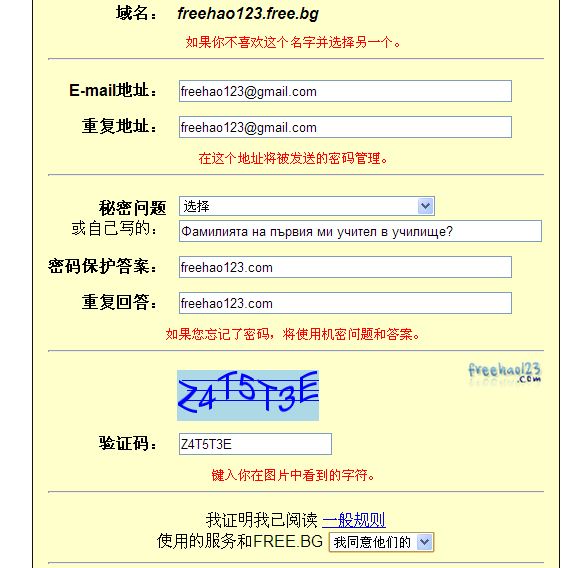 域名： freehao123.free.bg
如果你不喜欢这个名字并选择另一个。
E-mail地址： freehao123@gmail.com
重复地址： freehao123@gmail.com
在这个地址将被发送的密码管理。
秘密问题 选择
或自己写的： Фамилията на първия ми учител в училище?
密码保护答案： freehao123.com
重复回答： freehao123.com
如果您忘记了密码，将使用机密问题和答案。
freehao123
.com
Z4T5T3E
验证码： Z4T5T3E
键入你在图片中看到的字符。
我证明我已阅读 一般规则
使用的服务和FREE.BG 我同意他们的